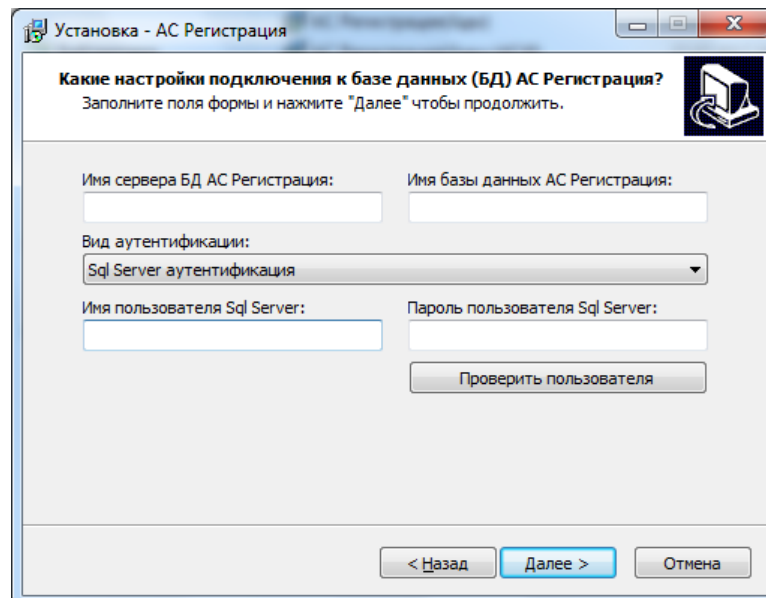 Установка - АС Регистрация
Какие настройки подключения к базе данных (БД) АС Регистрация?
Заполните поля формы и нажмите "Далее" чтобы продолжить.
Имя сервера БД АС Регистрация:
Имя базы данных АС Регистрация:
Вид аутентификации:
Sql Server аутентификация
Имя пользователя Sql Server:
Пароль пользователя Sql Server:
Проверить пользователя
< Назад
Далее >
Отмена